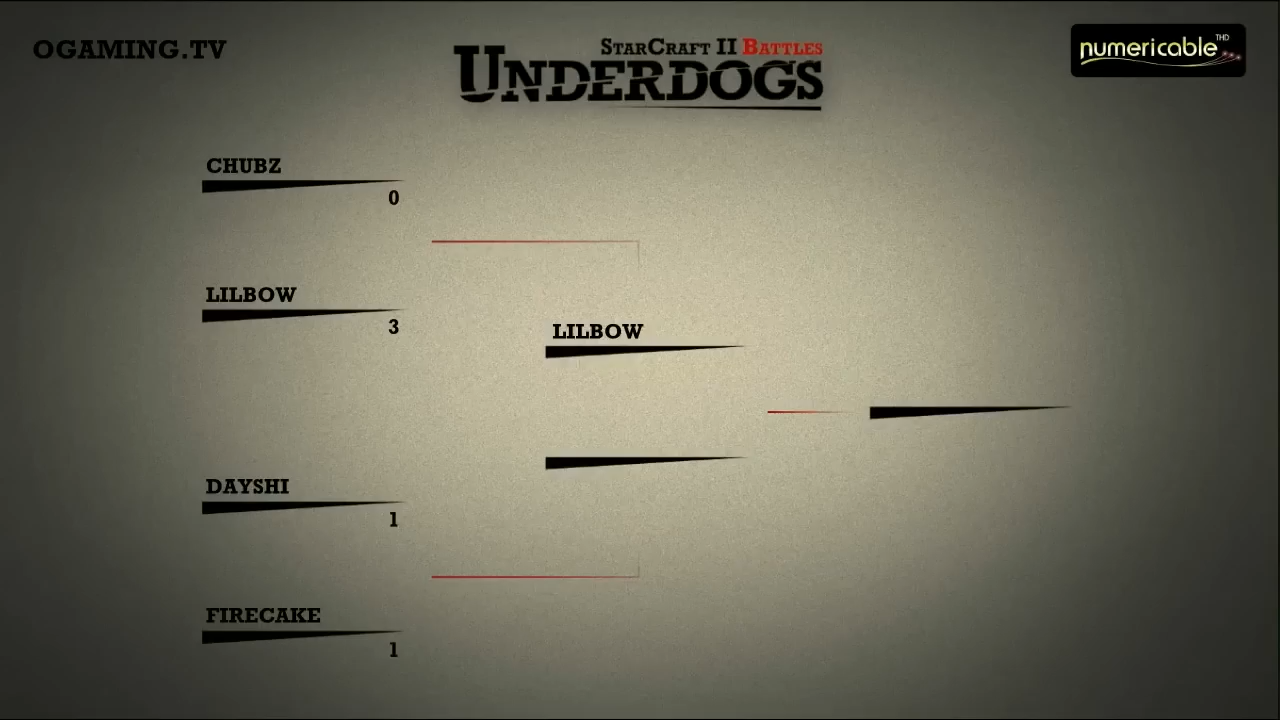 OGAMING.TV
STARCRAFT II BATTLES
UNDERDOGS
numericable THD
CHUBZ
0
LILBOW
3
LILBOW
DAYSHI
1
FIRECAKE
1